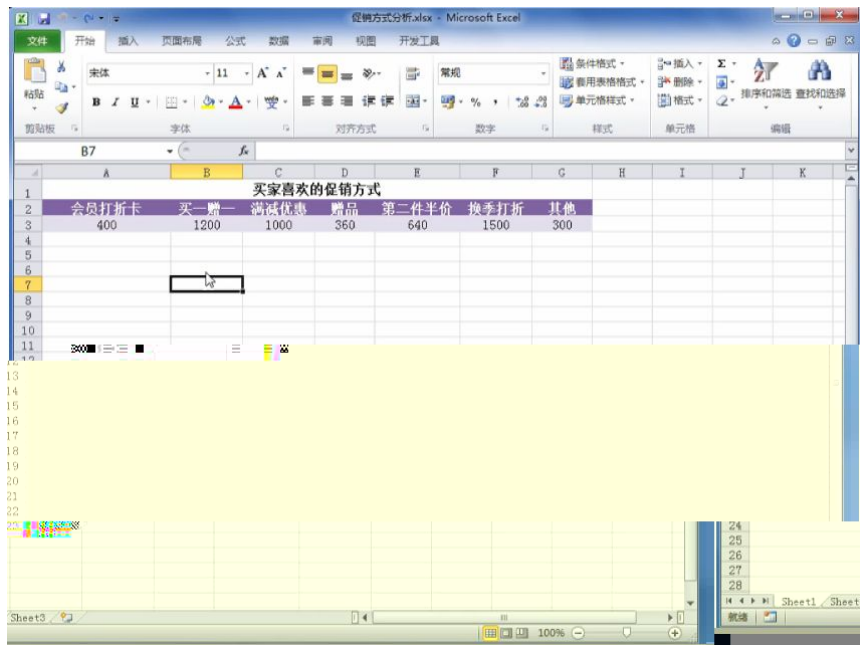 促销方式分析.xlsx - Microsoft Excel
文件 开始 插入 页面布局 公式 数据 审阅 视图 开发工具
宋体 11 常规 条件格式 插入 Σ
粘贴 套用表格格式 删除 排序和筛选 查找和选择
B I U A % 单元格样式 格式
剪贴板 字体 对齐方式 数字 样式 单元格 编辑
B7 fx
A B C D E F G H I J K
1 买家喜欢的促销方式
2 会员打折卡 买一赠一 满减优惠 赠品 第二件半价 换季打折 其他
3 400 1200 1000 360 640 1500 300
4
5
6
7
8
9
10
11
12
13
14
15
16
17
18
19
20
21
22
23
24
25
26
27
28
Sheet3 Sheet1 Sheet
就绪
100%